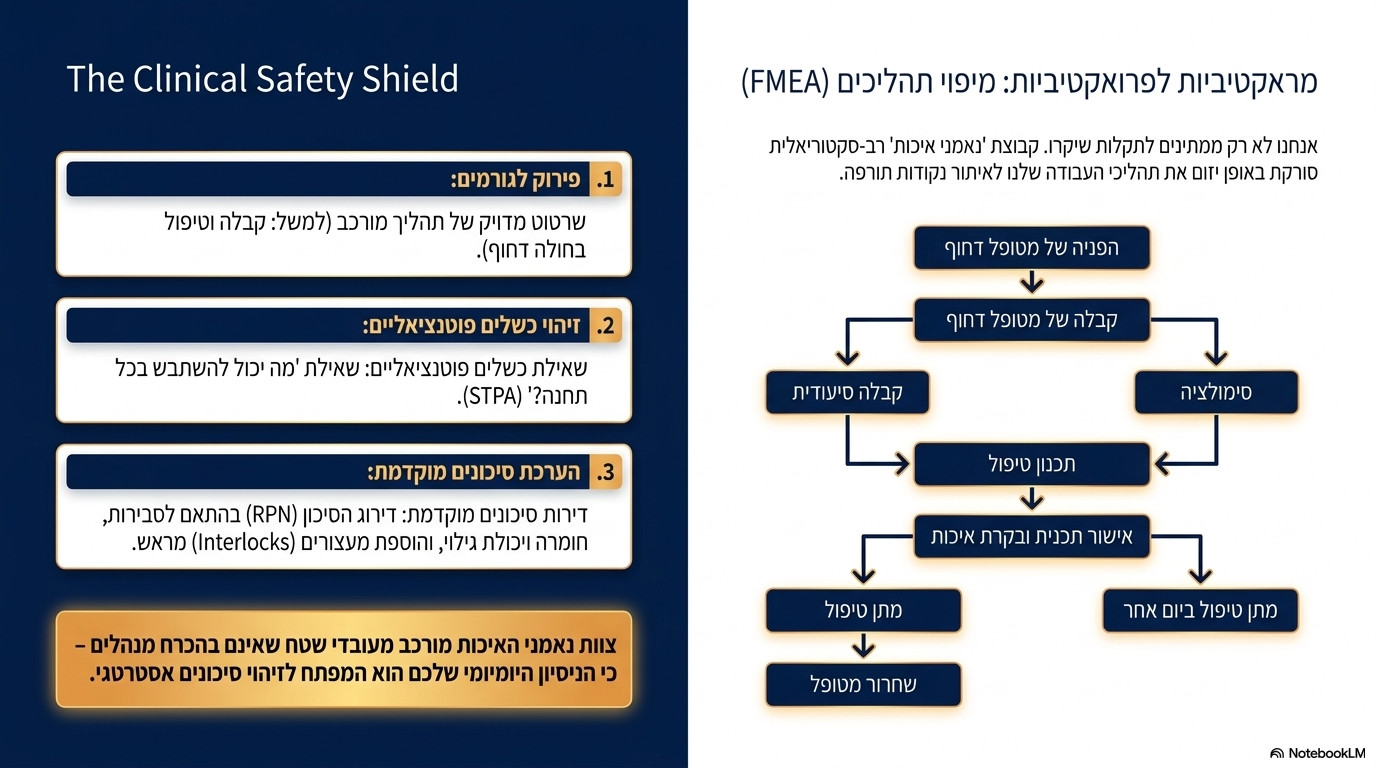 The Clinical Safety Shield
1. פירוק לגורמים:
שרטוט מדויק של תהליך מורכב (למשל: קבלה וטיפול
בחולה דחוף).
2. זיהוי כשלים פוטנציאליים:
שאילת כשלים פוטנציאליים: שאילת 'מה יכול להשתבש בכל
תחנה?' (STPA).
3. הערכת סיכונים מוקדמת:
דירות סיכונים מוקדמת: דירוג הסיכון (RPN) בהתאם לסבירות,
חומרה ויכולת גילוי, והוספת מעצורים (Interlocks) מראש.
צוות נאמני האיכות מורכב מעובדי שטח שאינם בהכרח מנהלים –
כי הניסיון היומיומי שלכם הוא המפתח לזיהוי סיכונים אסטרטגי.
מראקטיביות לפרואקטיביות: מיפוי תהליכים (FMEA)
אנחנו לא רק ממתינים לתקלות שיקרו. קבוצת 'נאמני איכות' רב-סקטוריאלית
סורקת באופן יזום את תהליכי העבודה שלנו לאיתור נקודות תורפה.
הפניה של מטופל דחוף
קבלה של מטופל דחוף
קבלה סיעודית
סימולציה
תכנון טיפול
אישור תכנית ובקרת איכות
מתן טיפול
מתן טיפול ביום אחר
שחרור מטופל
NotebookLM